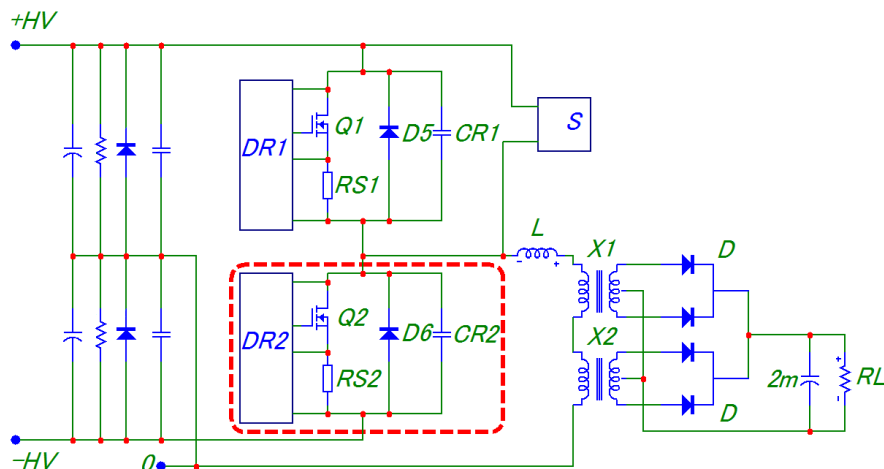 +HV
DR1
Q1
RS1
D5
CR1
S
L
X1
D
DR2
Q2
RS2
D6
CR2
X2
D
2m
RL
-HV
0